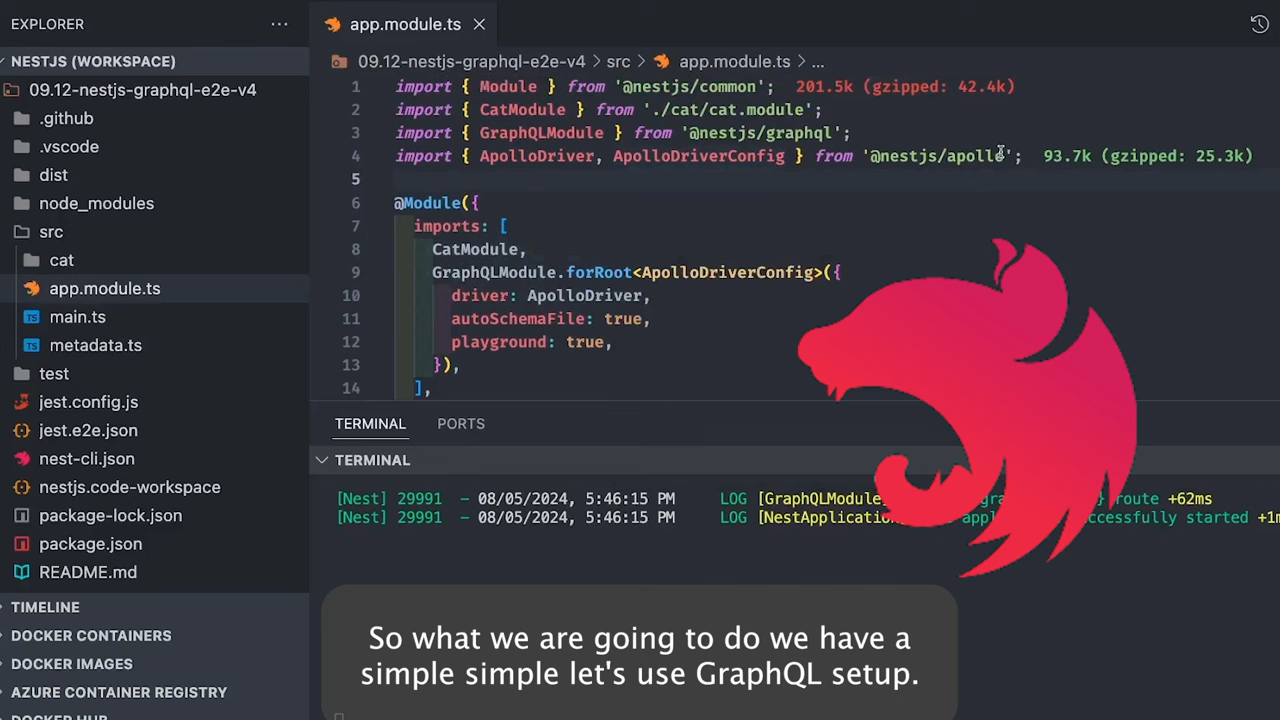 EXPLORER
···
app.module.ts
NESTJS (WORKSPACE)
09.12-nestjs-graphql-e2e-v4
.github
.vscode
dist
node_modules
src
cat
app.module.ts
main.ts
metadata.ts
test
jest.config.js
jest.e2e.json
nest-cli.json
nestjs.code-workspace
package-lock.json
package.json
README.md
TIMELINE
DOCKER CONTAINERS
DOCKER IMAGES
AZURE CONTAINER REGISTRY
DOCKER HUB
09.12-nestjs-graphql-e2e-v4 > src > app.module.ts > ...
1 import { Module } from '@nestjs/common'; 201.5k (gzipped: 42.4k)
2 import { CatModule } from './cat/cat.module';
3 import { GraphQLModule } from '@nestjs/graphql';
4 import { ApolloDriver, ApolloDriverConfig } from '@nestjs/apollo'; 93.7k (gzipped: 25.3k)
5
6 @Module({
7 imports: [
8 CatModule,
9 GraphQLModule.forRoot<ApolloDriverConfig>({
10 driver: ApolloDriver,
11 autoSchemaFile: true,
12 playground: true,
13 }),
14 ],
TERMINAL PORTS
TERMINAL
[Nest] 29991 - 08/05/2024, 5:46:15 PM LOG [GraphQLModule route +62ms
[Nest] 29991 - 08/05/2024, 5:46:15 PM LOG [NestApplication started +1m
So what we are going to do we have a
simple simple let's use GraphQL setup.